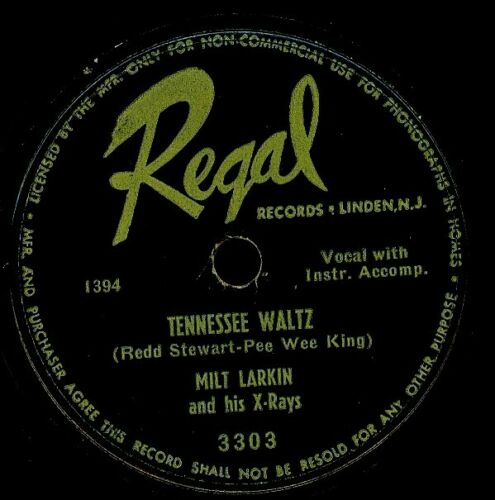 • LICENSED BY THE MFR. ONLY FOR NON-COMMERCIAL USE FOR PHONOGRAPHS IN HOMES • MFR. AND PURCHASER AGREE THIS RECORD SHALL NOT BE RESOLD FOR ANY OTHER PURPOSE
Regal
RECORDS • LINDEN, N.J.
Vocal with
Instr. Accomp.
1394
TENNESSEE WALTZ
(Redd Stewart-Pee Wee King)
MILT LARKIN
and his X-Rays
3303